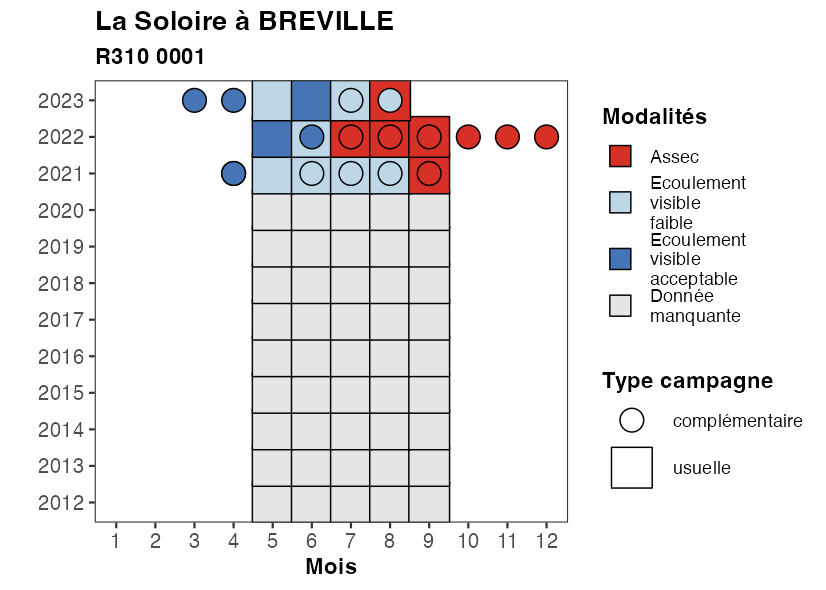 La Soloire à BREVILLE
R310 0001
2023
2022
2021
2020
2019
2018
2017
2016
2015
2014
2013
2012
1 2 3 4 5 6 7 8 9 10 11 12
Mois
Modalités
Assec
Ecoulement
visible
faible
Ecoulement
visible
acceptable
Donnée
manquante
Type campagne
complémentaire
usuelle